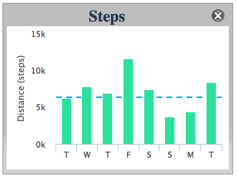 Steps
15k
10k
5k
0k
Distance (steps)
T W T F S S M T